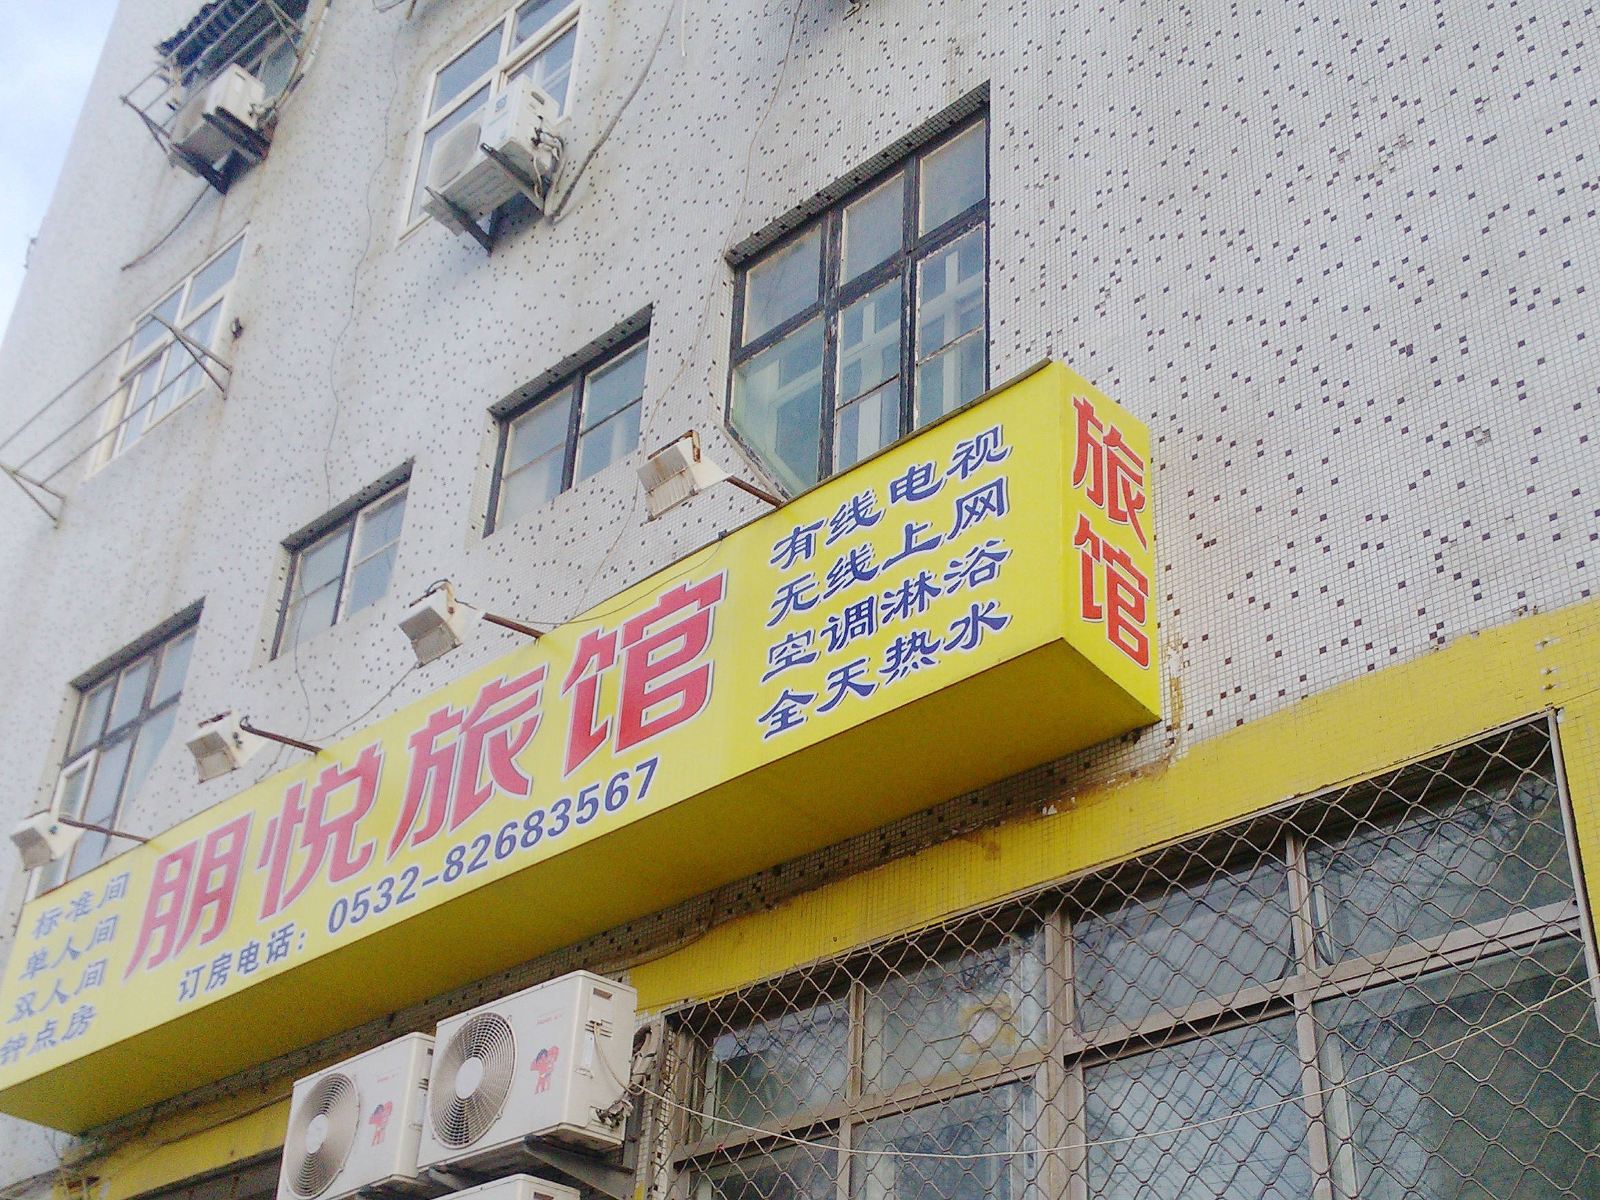 标准间
单人间
双人间
钟点房
朋悦旅馆
订房电话：0532-82683567
有线电视
无线上网
空调淋浴
全天热水
旅馆